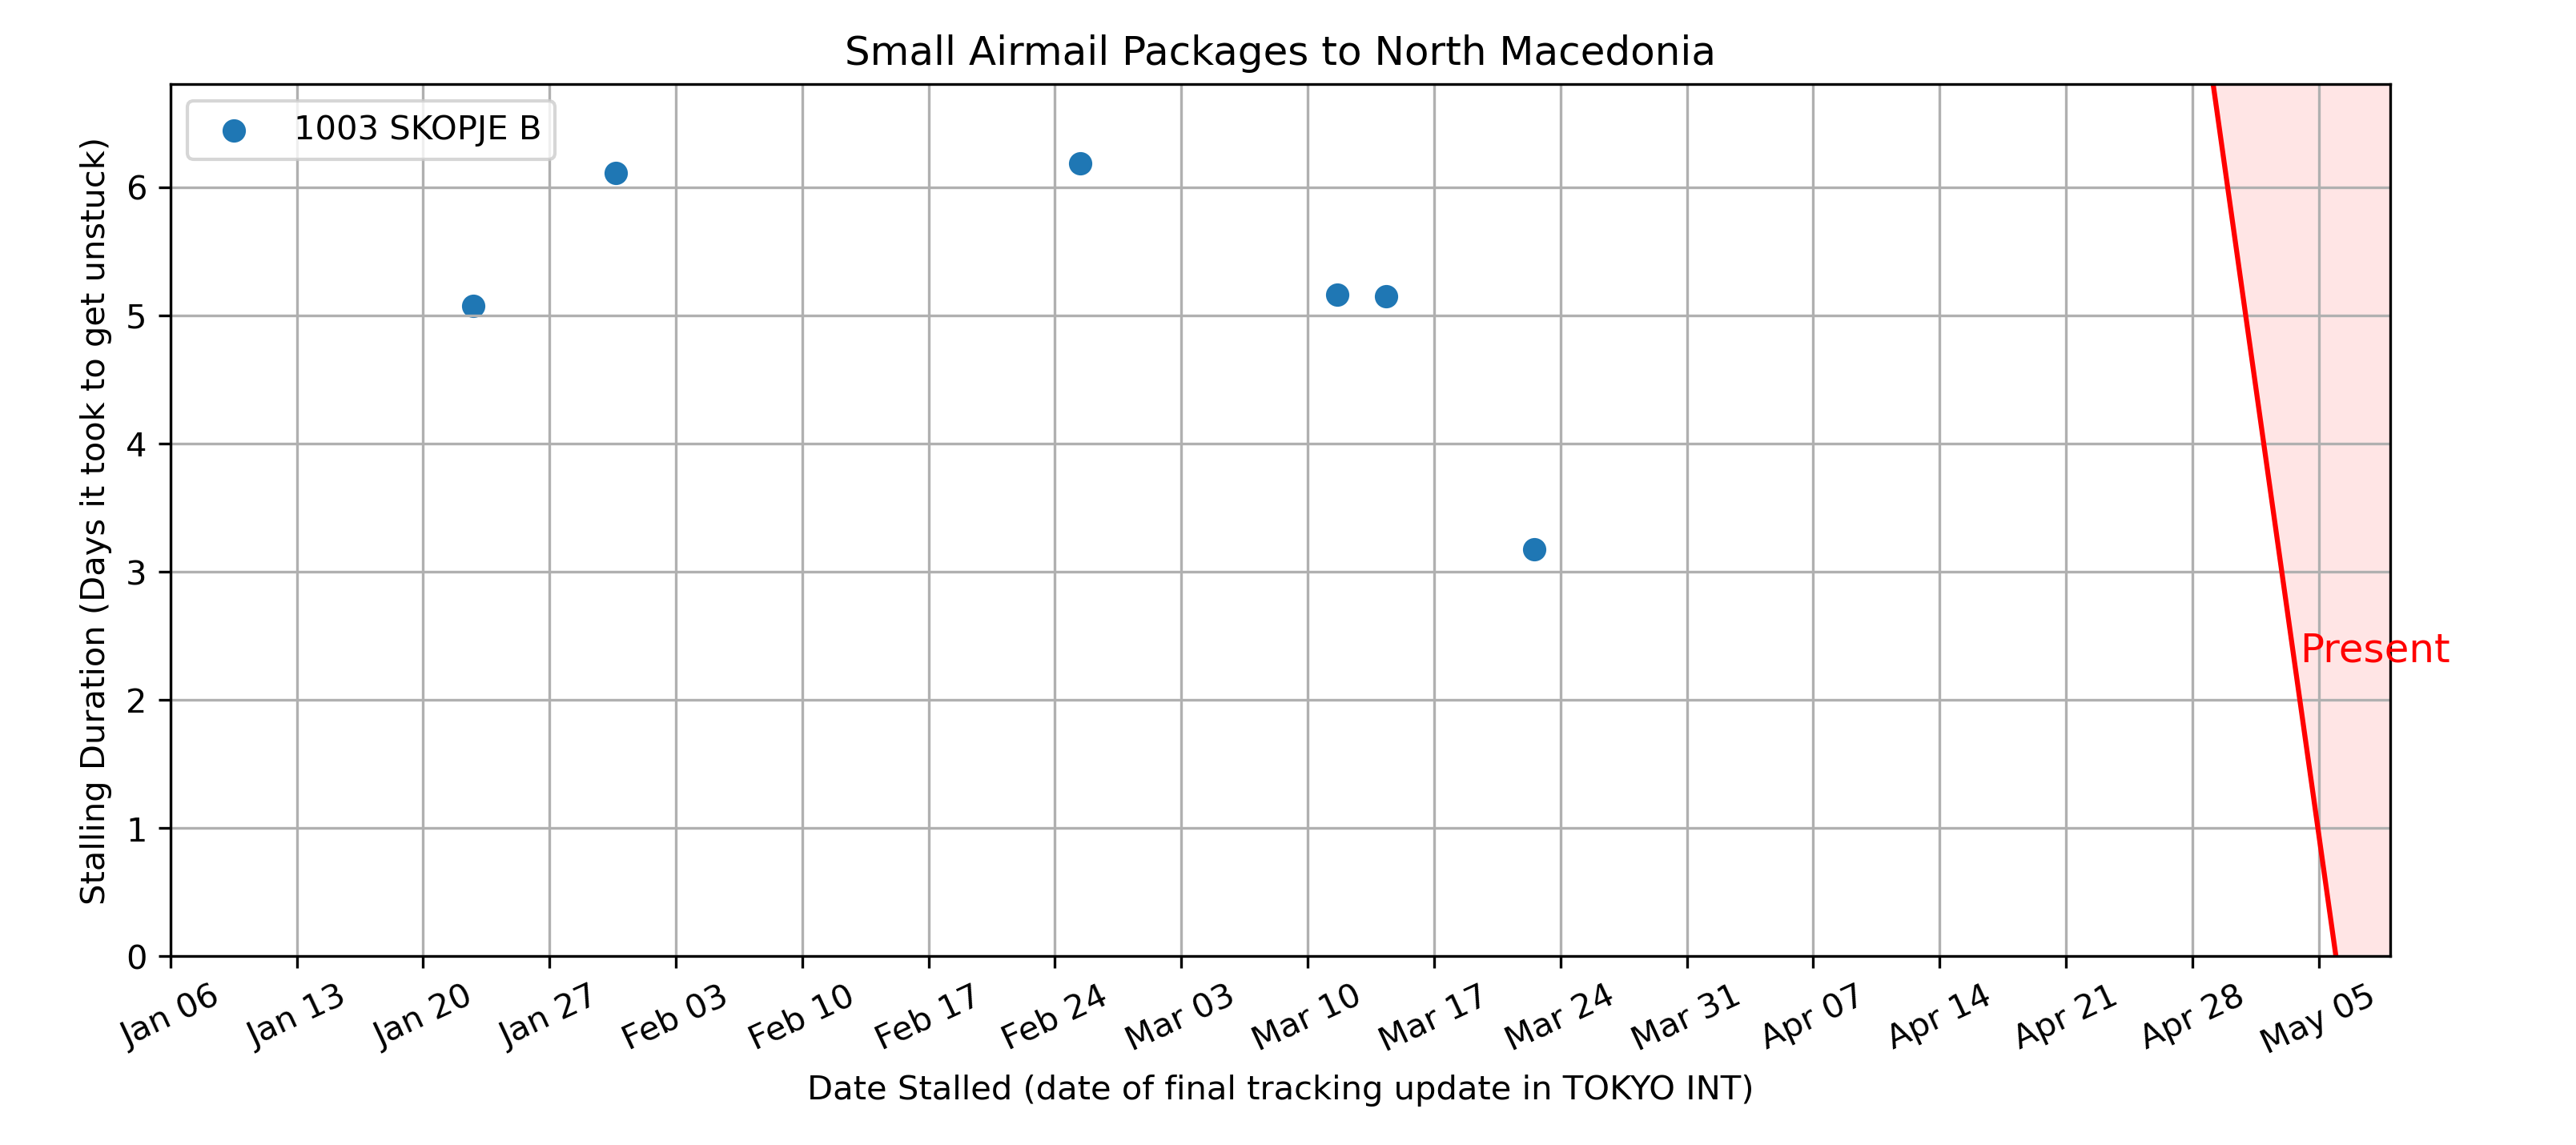 Small Airmail Packages to North Macedonia
1003 SKOPJE B
Stalling Duration (Days it took to get unstuck)
6
5
4
3
2
1
0
Present
Jan 06
Jan 13
Jan 20
Jan 27
Feb 03
Feb 10
Feb 17
Feb 24
Mar 03
Mar 10
Mar 17
Mar 24
Mar 31
Apr 07
Apr 14
Apr 21
Apr 28
May 05
Date Stalled (date of final tracking update in TOKYO INT)